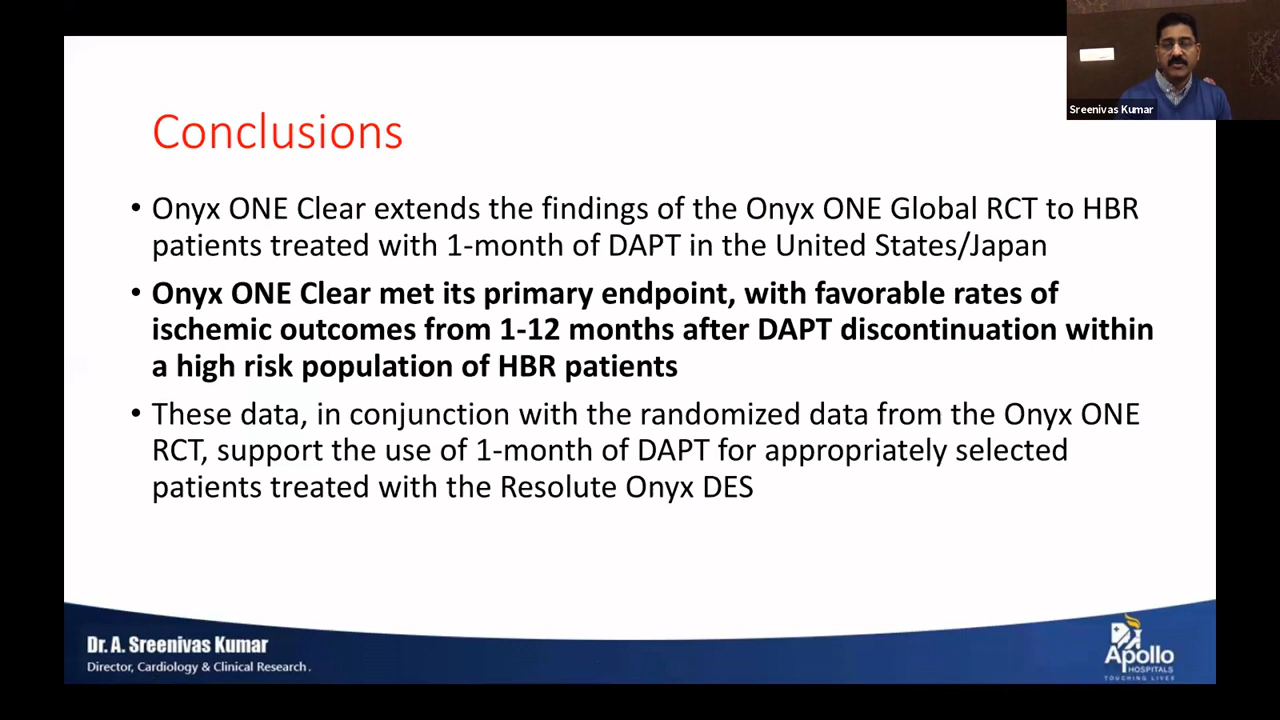 Sreenivas Kumar
Conclusions
• Onyx ONE Clear extends the findings of the Onyx ONE Global RCT to HBR
patients treated with 1-month of DAPT in the United States/Japan
• Onyx ONE Clear met its primary endpoint, with favorable rates of
ischemic outcomes from 1-12 months after DAPT discontinuation within
a high risk population of HBR patients
• These data, in conjunction with the randomized data from the Onyx ONE
RCT, support the use of 1-month of DAPT for appropriately selected
patients treated with the Resolute Onyx DES
Dr. A. Sreenivas Kumar
Director, Cardiology & Clinical Research.
Apollo
HOSPITALS
TOUCHING LIVES